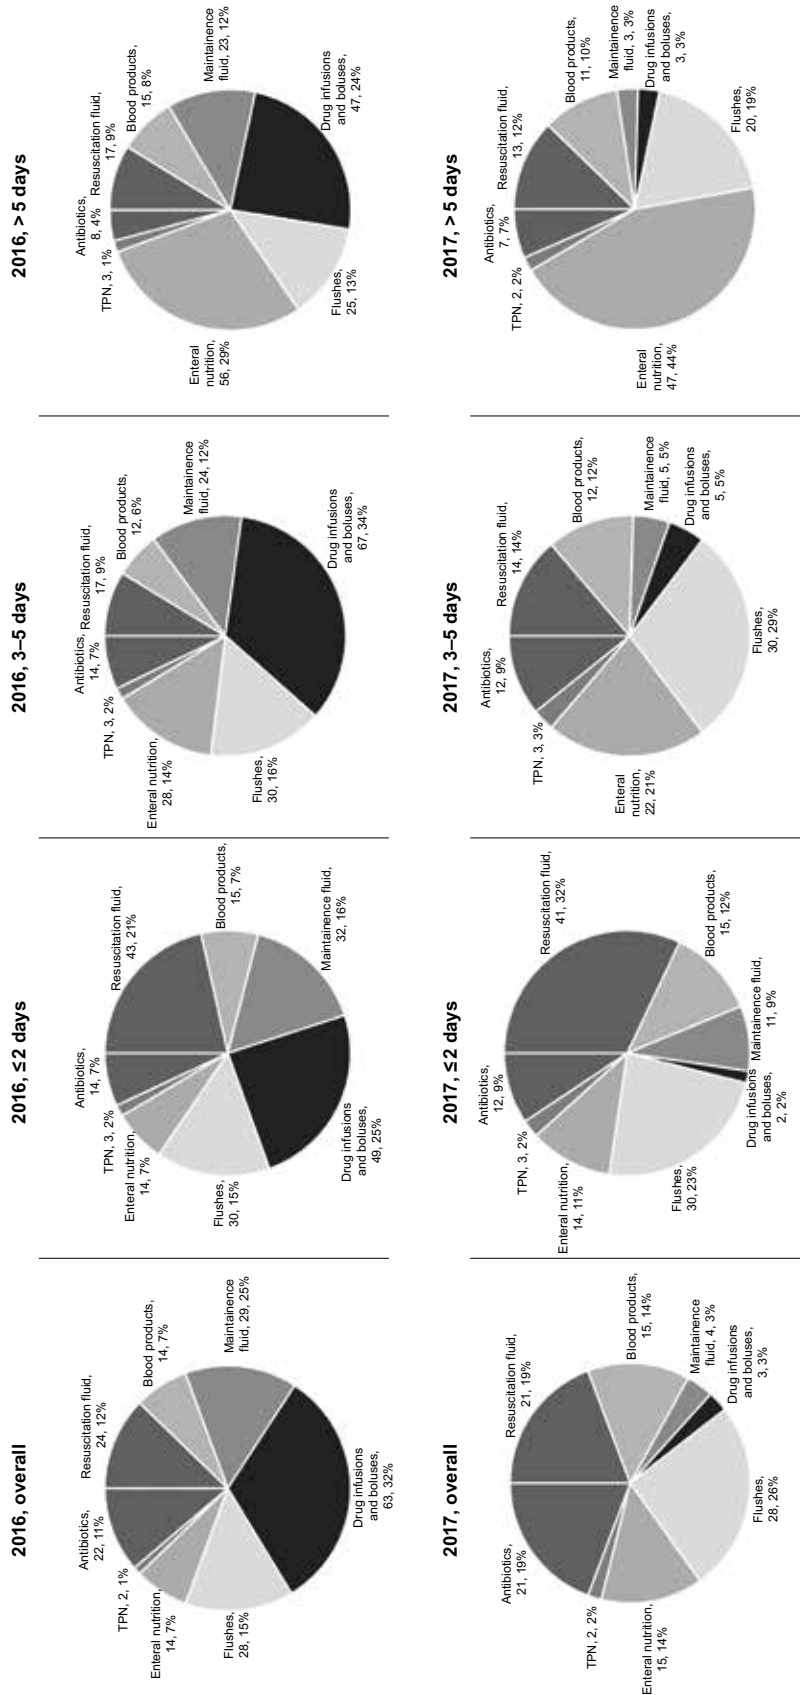 2016, overall
Antibiotics,
22, 11%
Resuscitation fluid,
24, 12%
Blood products,
14, 7%
Maintainence
fluid, 29, 25%
Drug infusions
and boluses,
63, 32%
Flushes,
28, 15%
Enteral nutrition,
14, 7%
TPN, 2, 1%
2016, ≤2 days
Antibiotics,
14, 7%
Resuscitation fluid,
43, 21%
Blood products,
15, 7%
Maintainence fluid,
32, 16%
Drug infusions
and boluses,
49, 25%
Flushes,
30, 15%
Enteral nutrition,
14, 7%
TPN, 3, 2%
2016, 3–5 days
Antibiotics,
14, 7%
Resuscitation fluid,
17, 9%
Blood products,
12, 6%
Maintainence
fluid, 24, 12%
Drug infusions
and boluses,
67, 34%
Flushes,
30, 16%
Enteral nutrition,
28, 14%
TPN, 3, 2%
2016, > 5 days
Antibiotics,
8, 4%
Resuscitation fluid,
17, 9%
Blood products,
15, 8%
Maintainence
fluid, 23, 12%
Drug infusions
and boluses,
47, 24%
Flushes,
25, 13%
Enteral
nutrition,
56, 29%
TPN, 3, 1%
2017, overall
Antibiotics,
21, 19%
Resuscitation fluid,
21, 19%
Blood products,
15, 14%
Maintainence
fluid, 4, 3%
Drug infusions
and boluses,
3, 3%
Flushes,
28, 26%
Enteral nutrition,
15, 14%
TPN, 2, 2%
2017, ≤2 days
Antibiotics,
12, 9%
Resuscitation fluid,
41, 32%
Blood products,
15, 12%
Maintainence fluid,
11, 9%
Drug infusions
and boluses,
2, 2%
Flushes,
30, 23%
Enteral nutrition,
14, 11%
TPN, 3, 2%
2017, 3–5 days
Antibiotics,
12, 9%
Resuscitation fluid,
14, 14%
Blood products,
12, 12%
Maintainence
fluid, 5, 5%
Drug infusions
and boluses,
5, 5%
Flushes,
30, 29%
Enteral
nutrition,
22, 21%
TPN, 3, 3%
2017, > 5 days
Antibiotics,
7, 7%
Resuscitation fluid,
13, 12%
Blood products,
11, 10%
Maintainence
fluid, 3, 3%
Drug infusions
and boluses,
3, 3%
Flushes,
20, 19%
Enteral
nutrition,
47, 44%
TPN, 2, 2%